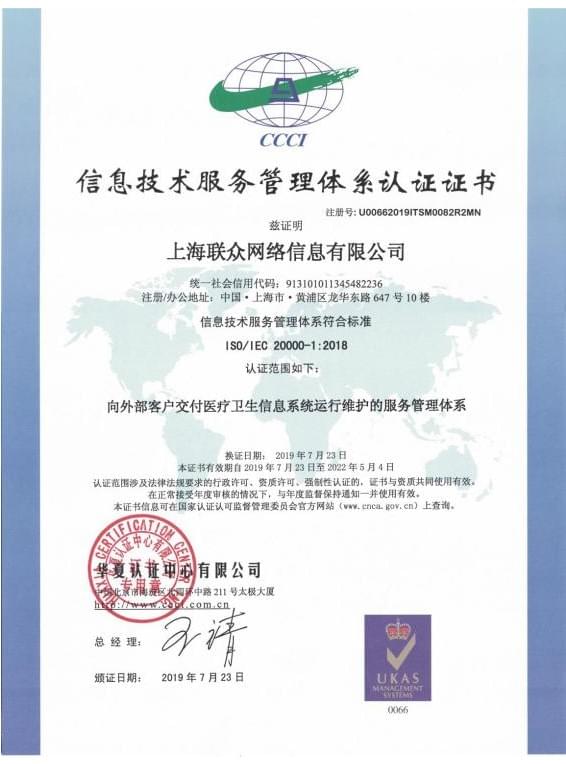 CCCI
信息技术服务管理体系认证证书
注册号: U00662019ITSM0082R2MN
兹证明
上海联众网络信息有限公司
统一社会信用代码: 913101011345482236
注册/办公地址: 中国·上海市·黄浦区龙华东路 647 号 10 楼
信息技术服务管理体系符合标准
ISO/IEC 20000-1:2018
认证范围如下:
向外部客户交付医疗卫生信息系统运行维护的服务管理体系
换证日期: 2019 年 7 月 23 日
本证书有效期自 2019 年 7 月 23 日至 2022 年 5 月 4 日
认证范围涉及法律法规要求的行政许可、资质许可、强制性认证的, 证书与资质共同使用有效。
在正常接受年度审核的情况下, 与年度监督保持通知一并使用有效。
本证书信息可在国家认证认可监督管理委员会官方网站 (www.cnca.gov.cn) 上查询。
HUAXIA CERTIFICATION CENTER INC.
华夏认证中心有限公司
证书
专用章
华夏认证中心有限公司
中国北京市海淀区北四环中路 211 号太极大厦
http://www.ccci.com.cn
总 经 理:
颁证日期: 2019 年 7 月 23 日
UKAS
MANAGEMENT
SYSTEMS
0066